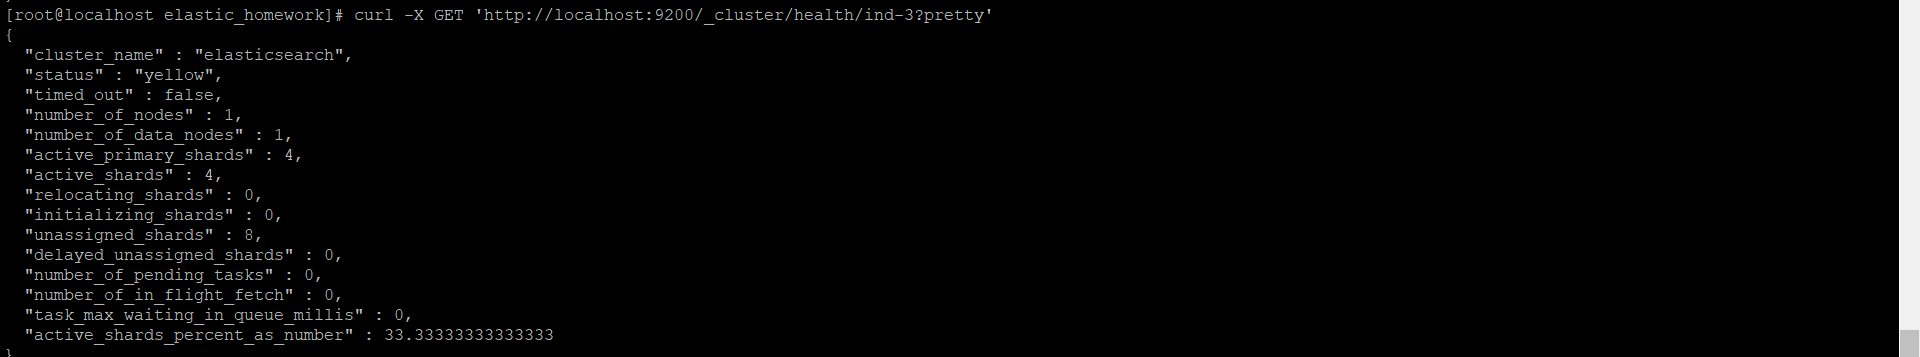 [root@localhost elastic_homework]# curl -X GET 'http://localhost:9200/_cluster/health/ind-3?pretty'
{
  "cluster_name" : "elasticsearch",
  "status" : "yellow",
  "timed_out" : false,
  "number_of_nodes" : 1,
  "number_of_data_nodes" : 1,
  "active_primary_shards" : 4,
  "active_shards" : 4,
  "relocating_shards" : 0,
  "initializing_shards" : 0,
  "unassigned_shards" : 8,
  "delayed_unassigned_shards" : 0,
  "number_of_pending_tasks" : 0,
  "number_of_in_flight_fetch" : 0,
  "task_max_waiting_in_queue_millis" : 0,
  "active_shards_percent_as_number" : 33.33333333333333
}